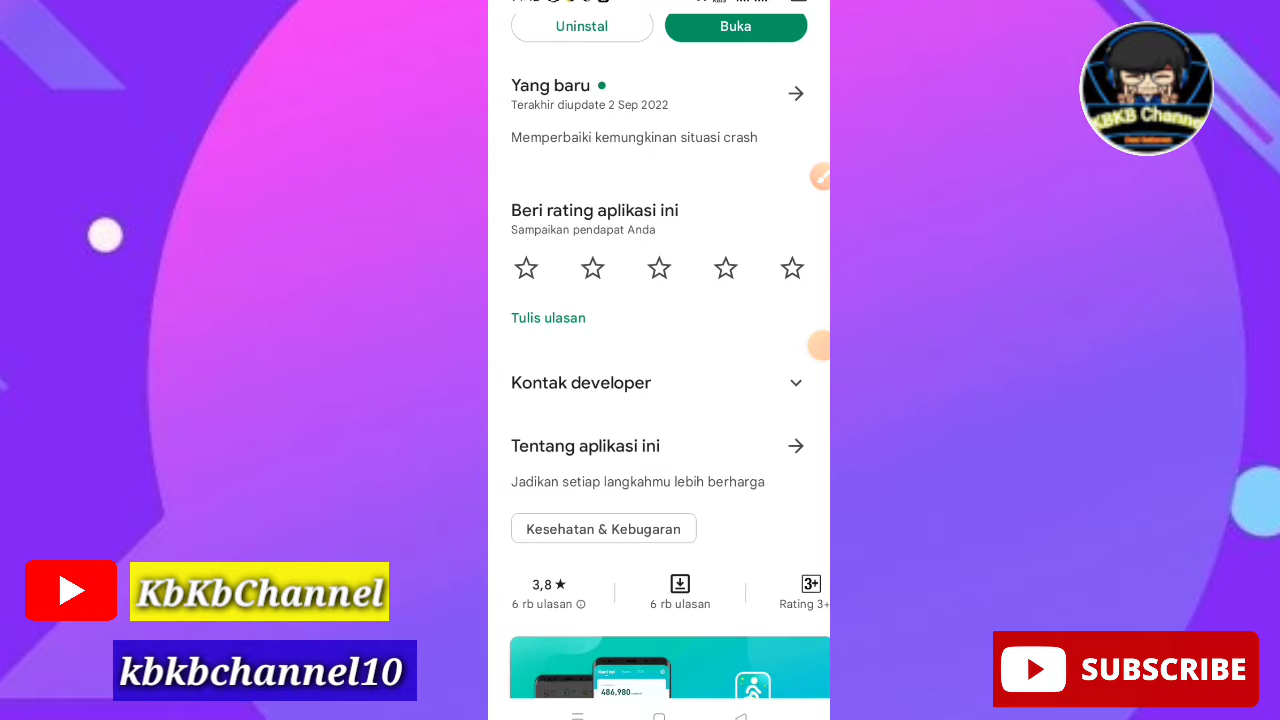 Uninstal
Buka
Yang baru
Terakhir diupdate 2 Sep 2022
Memperbaiki kemungkinan situasi crash
Beri rating aplikasi ini
Sampaikan pendapat Anda
Tulis ulasan
Kontak developer
Tentang aplikasi ini
Jadikan setiap langkahmu lebih berharga
Kesehatan & Kebugaran
3,8 ★
6 rb ulasan
6 rb ulasan
3+
Rating 3+
486,980
KBKB Channel
KbKbChannel
kbkbchannel10
SUBSCRIBE